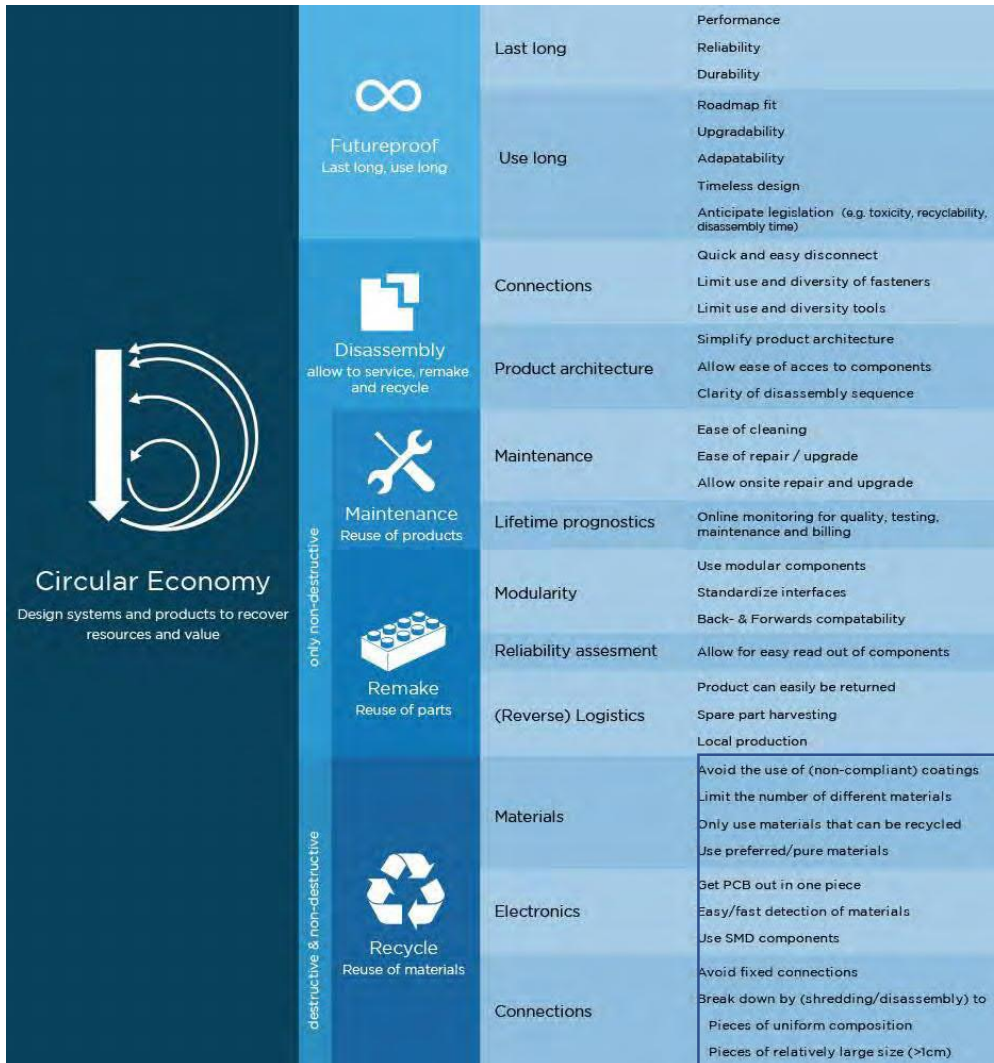 Circular Economy
Design systems and products to recover
resources and value
only non-destructive
destructive & non-destructive
Futureproof
Last long, use long
Last long
Performance
Reliability
Durability
Use long
Roadmap fit
Upgradability
Adapatability
Timeless design
Anticipate legislation (e.g. toxicity, recyclability,
disassembly time)
Disassembly
allow to service, remake
and recycle
Connections
Quick and easy disconnect
Limit use and diversity of fasteners
Limit use and diversity tools
Product architecture
Simplify product architecture
Allow ease of acces to components
Clarity of disassembly sequence
Maintenance
Reuse of products
Maintenance
Ease of cleaning
Ease of repair / upgrade
Allow onsite repair and upgrade
Lifetime prognostics
Online monitoring for quality, testing,
maintenance and billing
Remake
Reuse of parts
Modularity
Use modular components
Standardize interfaces
Back- & Forwards compatability
Reliability assesment
Allow for easy read out of components
(Reverse) Logistics
Product can easily be returned
Spare part harvesting
Local production
Recycle
Reuse of materials
Materials
Avoid the use of (non-compliant) coatings
Limit the number of different materials
Only use materials that can be recycled
Use preferred/pure materials
Electronics
Get PCB out in one piece
Easy/fast detection of materials
Use SMD components
Connections
Avoid fixed connections
Break down by (shredding/disassembly) to
Pieces of uniform composition
Pieces of relatively large size (>1cm)